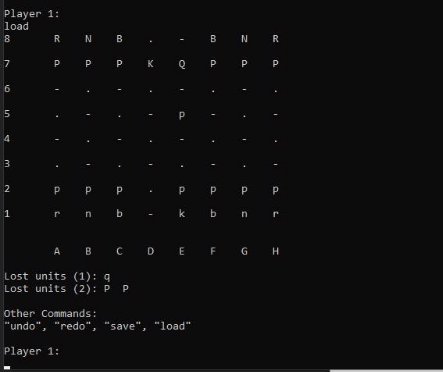 Player 1:
load
8 R N B . - B N R
7 P P P K Q P P P
6 - . - . - . - .
5 . - . - p - . -
4 - . - . - . - .
3 . - . - . - . -
2 p p p . p p p p
1 r n b - k b n r
A B C D E F G H
Lost units (1): q
Lost units (2): P P
Other Commands:
"undo", "redo", "save", "load"
Player 1: